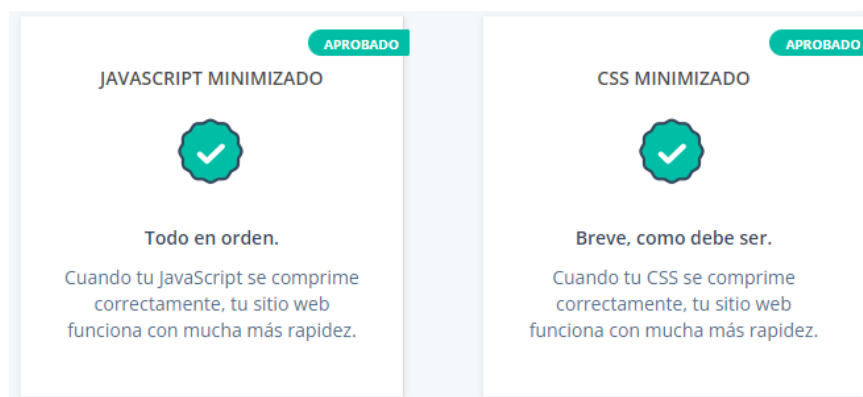 APROBADO
JAVASCRIPT MINIMIZADO
Todo en orden.
Cuando tu JavaScript se comprime
correctamente, tu sitio web
funciona con mucha más rapidez.
APROBADO
CSS MINIMIZADO
Breve, como debe ser.
Cuando tu CSS se comprime
correctamente, tu sitio web
funciona con mucha más rapidez.